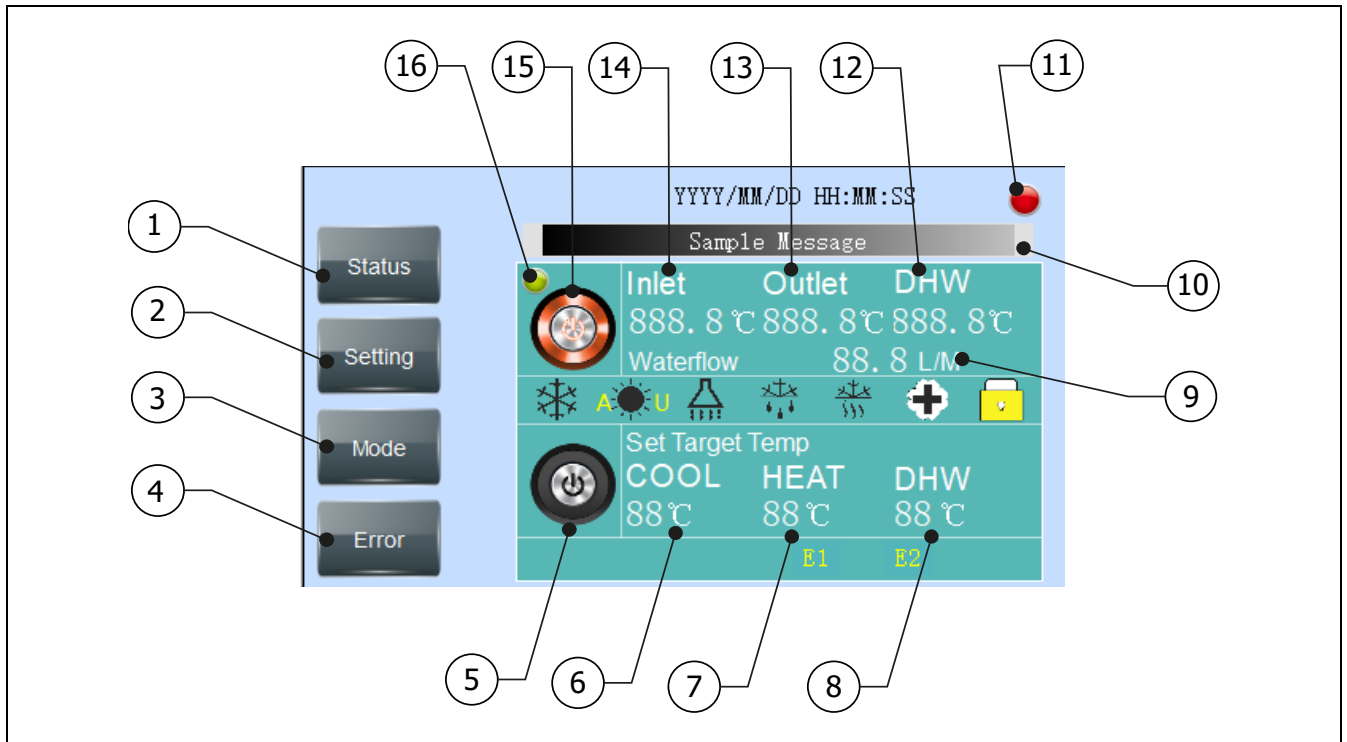 16 15 14 13 12 11
YYYY/MM/DD HH:MM:SS
Sample Message
1
Status
Inlet Outlet DHW
10
888.8℃ 888.8℃ 888.8℃
2
Setting
Waterflow 88.8 L/M
3
A U
9
Mode
Set Target Temp
COOL HEAT DHW
4
88℃ 88℃ 88℃
Error
E1 E2
5 6 7 8